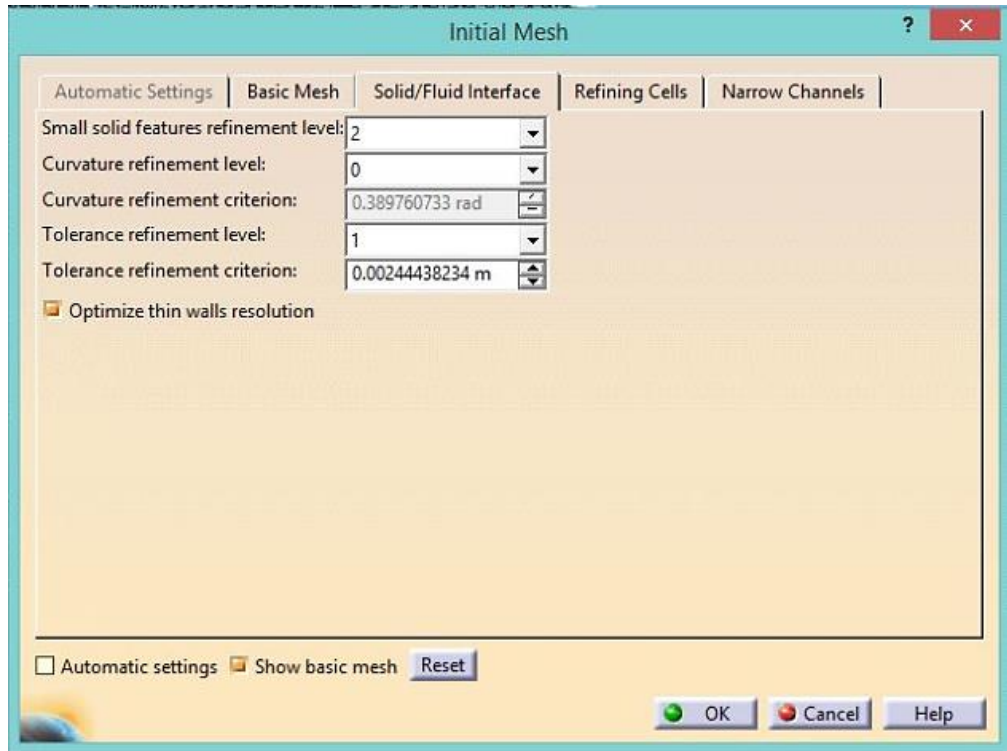 Initial Mesh
?
Automatic Settings Basic Mesh Solid/Fluid Interface Refining Cells Narrow Channels
Small solid features refinement level: 2
Curvature refinement level: 0
Curvature refinement criterion: 0.389760733 rad
Tolerance refinement level: 1
Tolerance refinement criterion: 0.00244438234 m
Optimize thin walls resolution
Automatic settings Show basic mesh Reset
OK Cancel Help